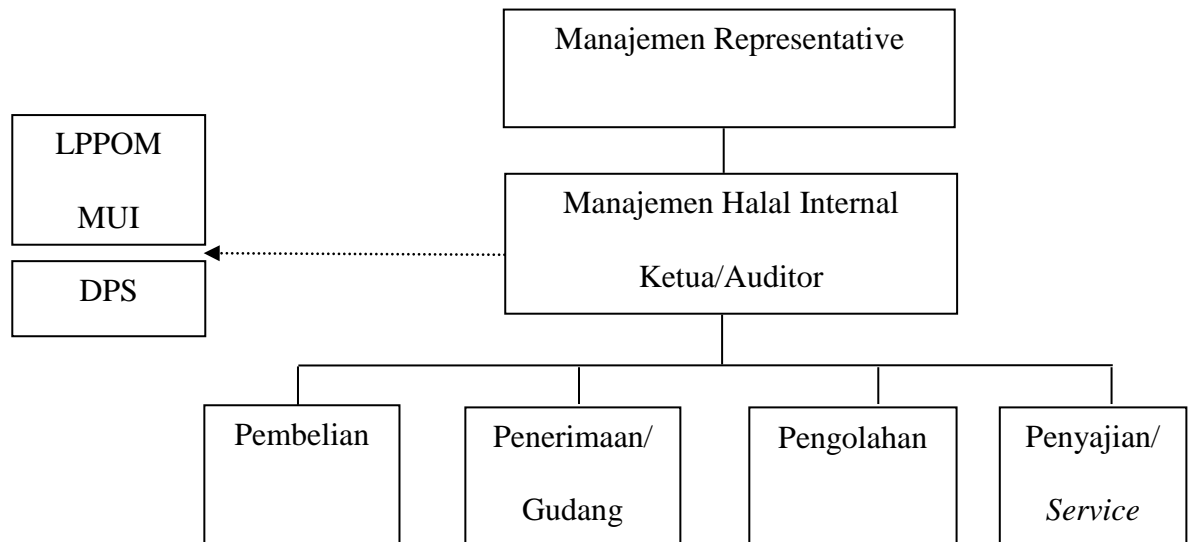 Manajemen Representative
LPPOM
MUI
DPS
Manajemen Halal Internal
Ketua/Auditor
Pembelian
Penerimaan/
Gudang
Pengolahan
Penyajian/
Service